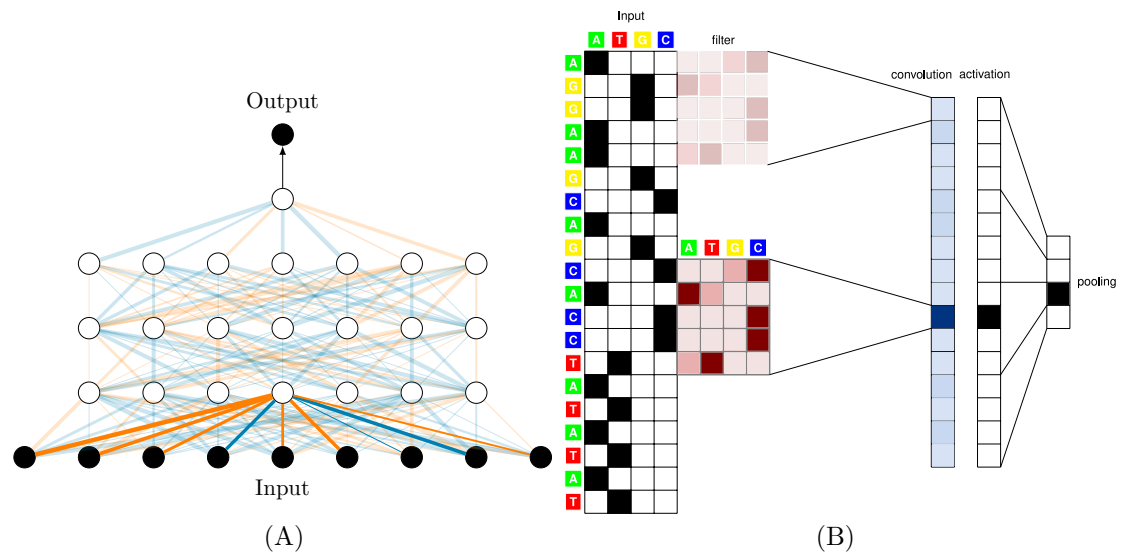 Output
Input
(A)
Input
A T G C
filter
A
G
G
A
A
G
C
A
G
C
A
C
C
T
A
T
A
T
A
T
A T G C
convolution
activation
pooling
(B)